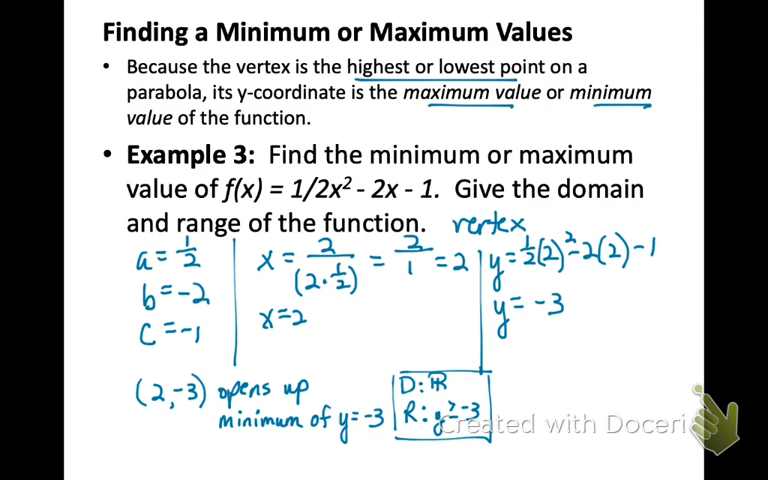 Finding a Minimum or Maximum Values
• Because the vertex is the highest or lowest point on a
parabola, its y-coordinate is the maximum value or minimum
value of the function.
• Example 3: Find the minimum or maximum
value of f(x) = 1/2x² - 2x - 1. Give the domain
and range of the function. vertex
a = 1/2
b = -2
c = -1
x = 2/(2·1/2) = 2/1 = 2
x = 2
y = 1/2(2)² - 2(2) - 1
y = -3
(2, -3) opens up
minimum of y = -3
D: ℝ
R: y ≥ -3
Created with Doceri